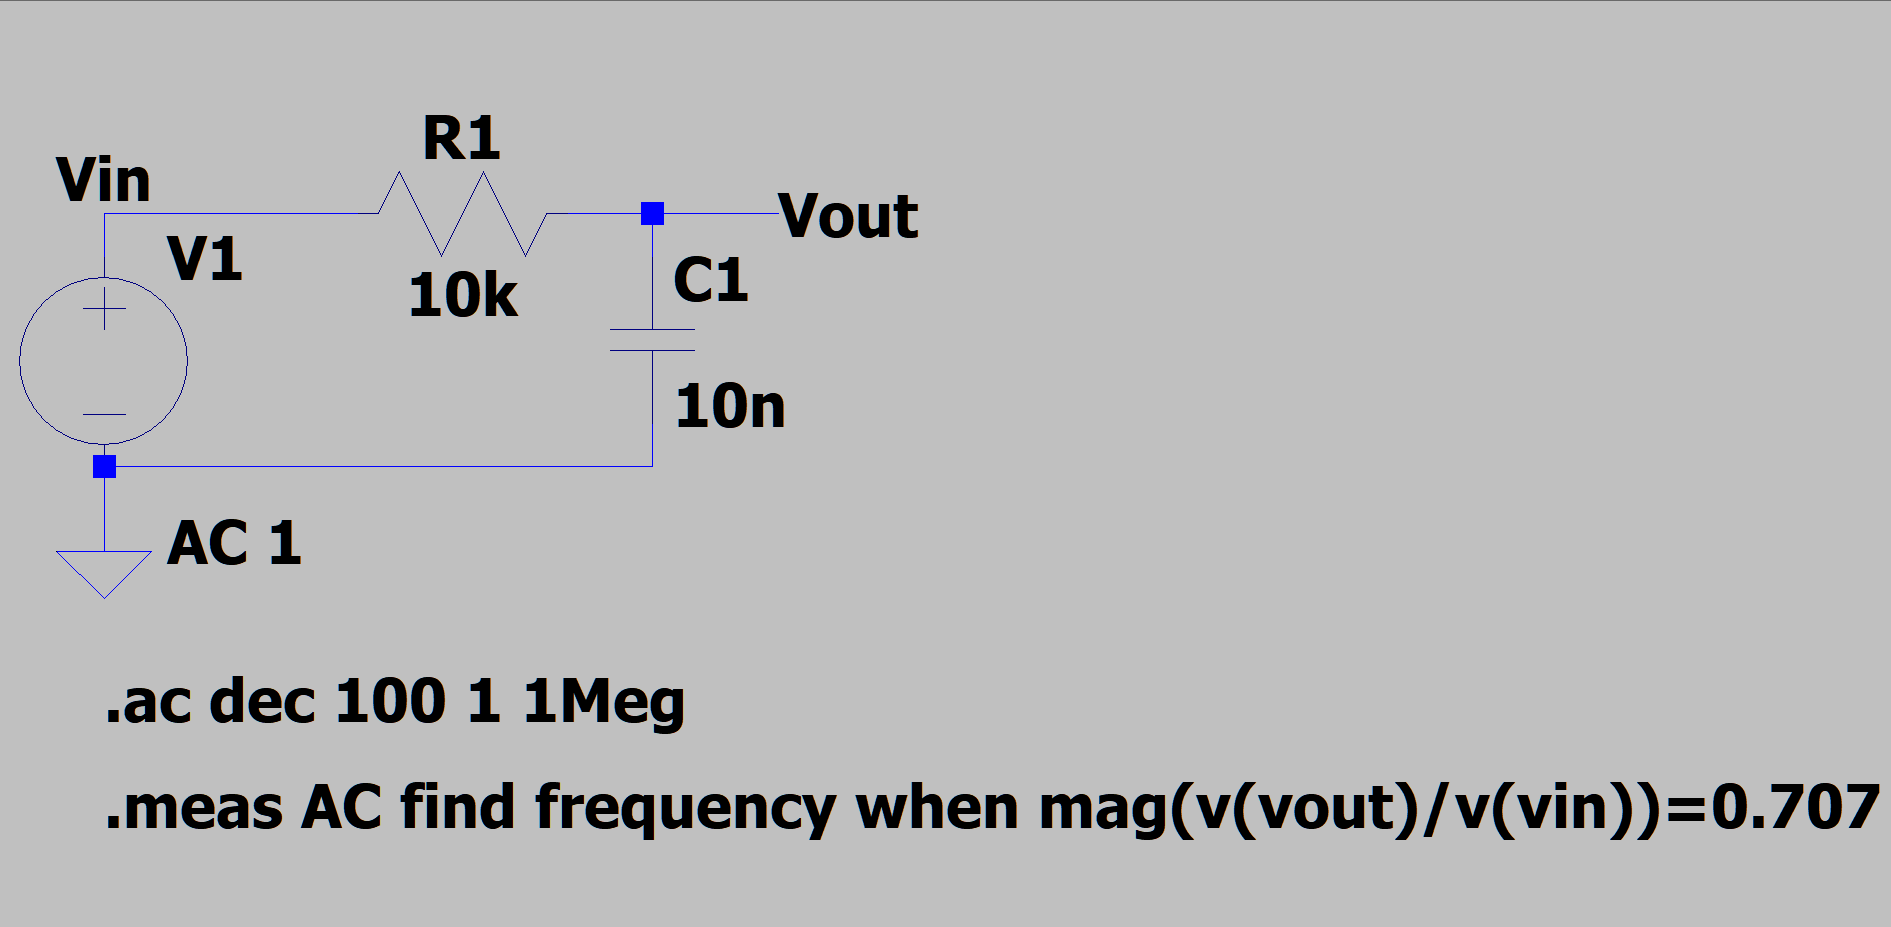 R1
Vin
Vout
V1
C1
10k
10n
AC 1
.ac dec 100 1 1Meg
.meas AC find frequency when mag(v(vout)/v(vin))=0.707